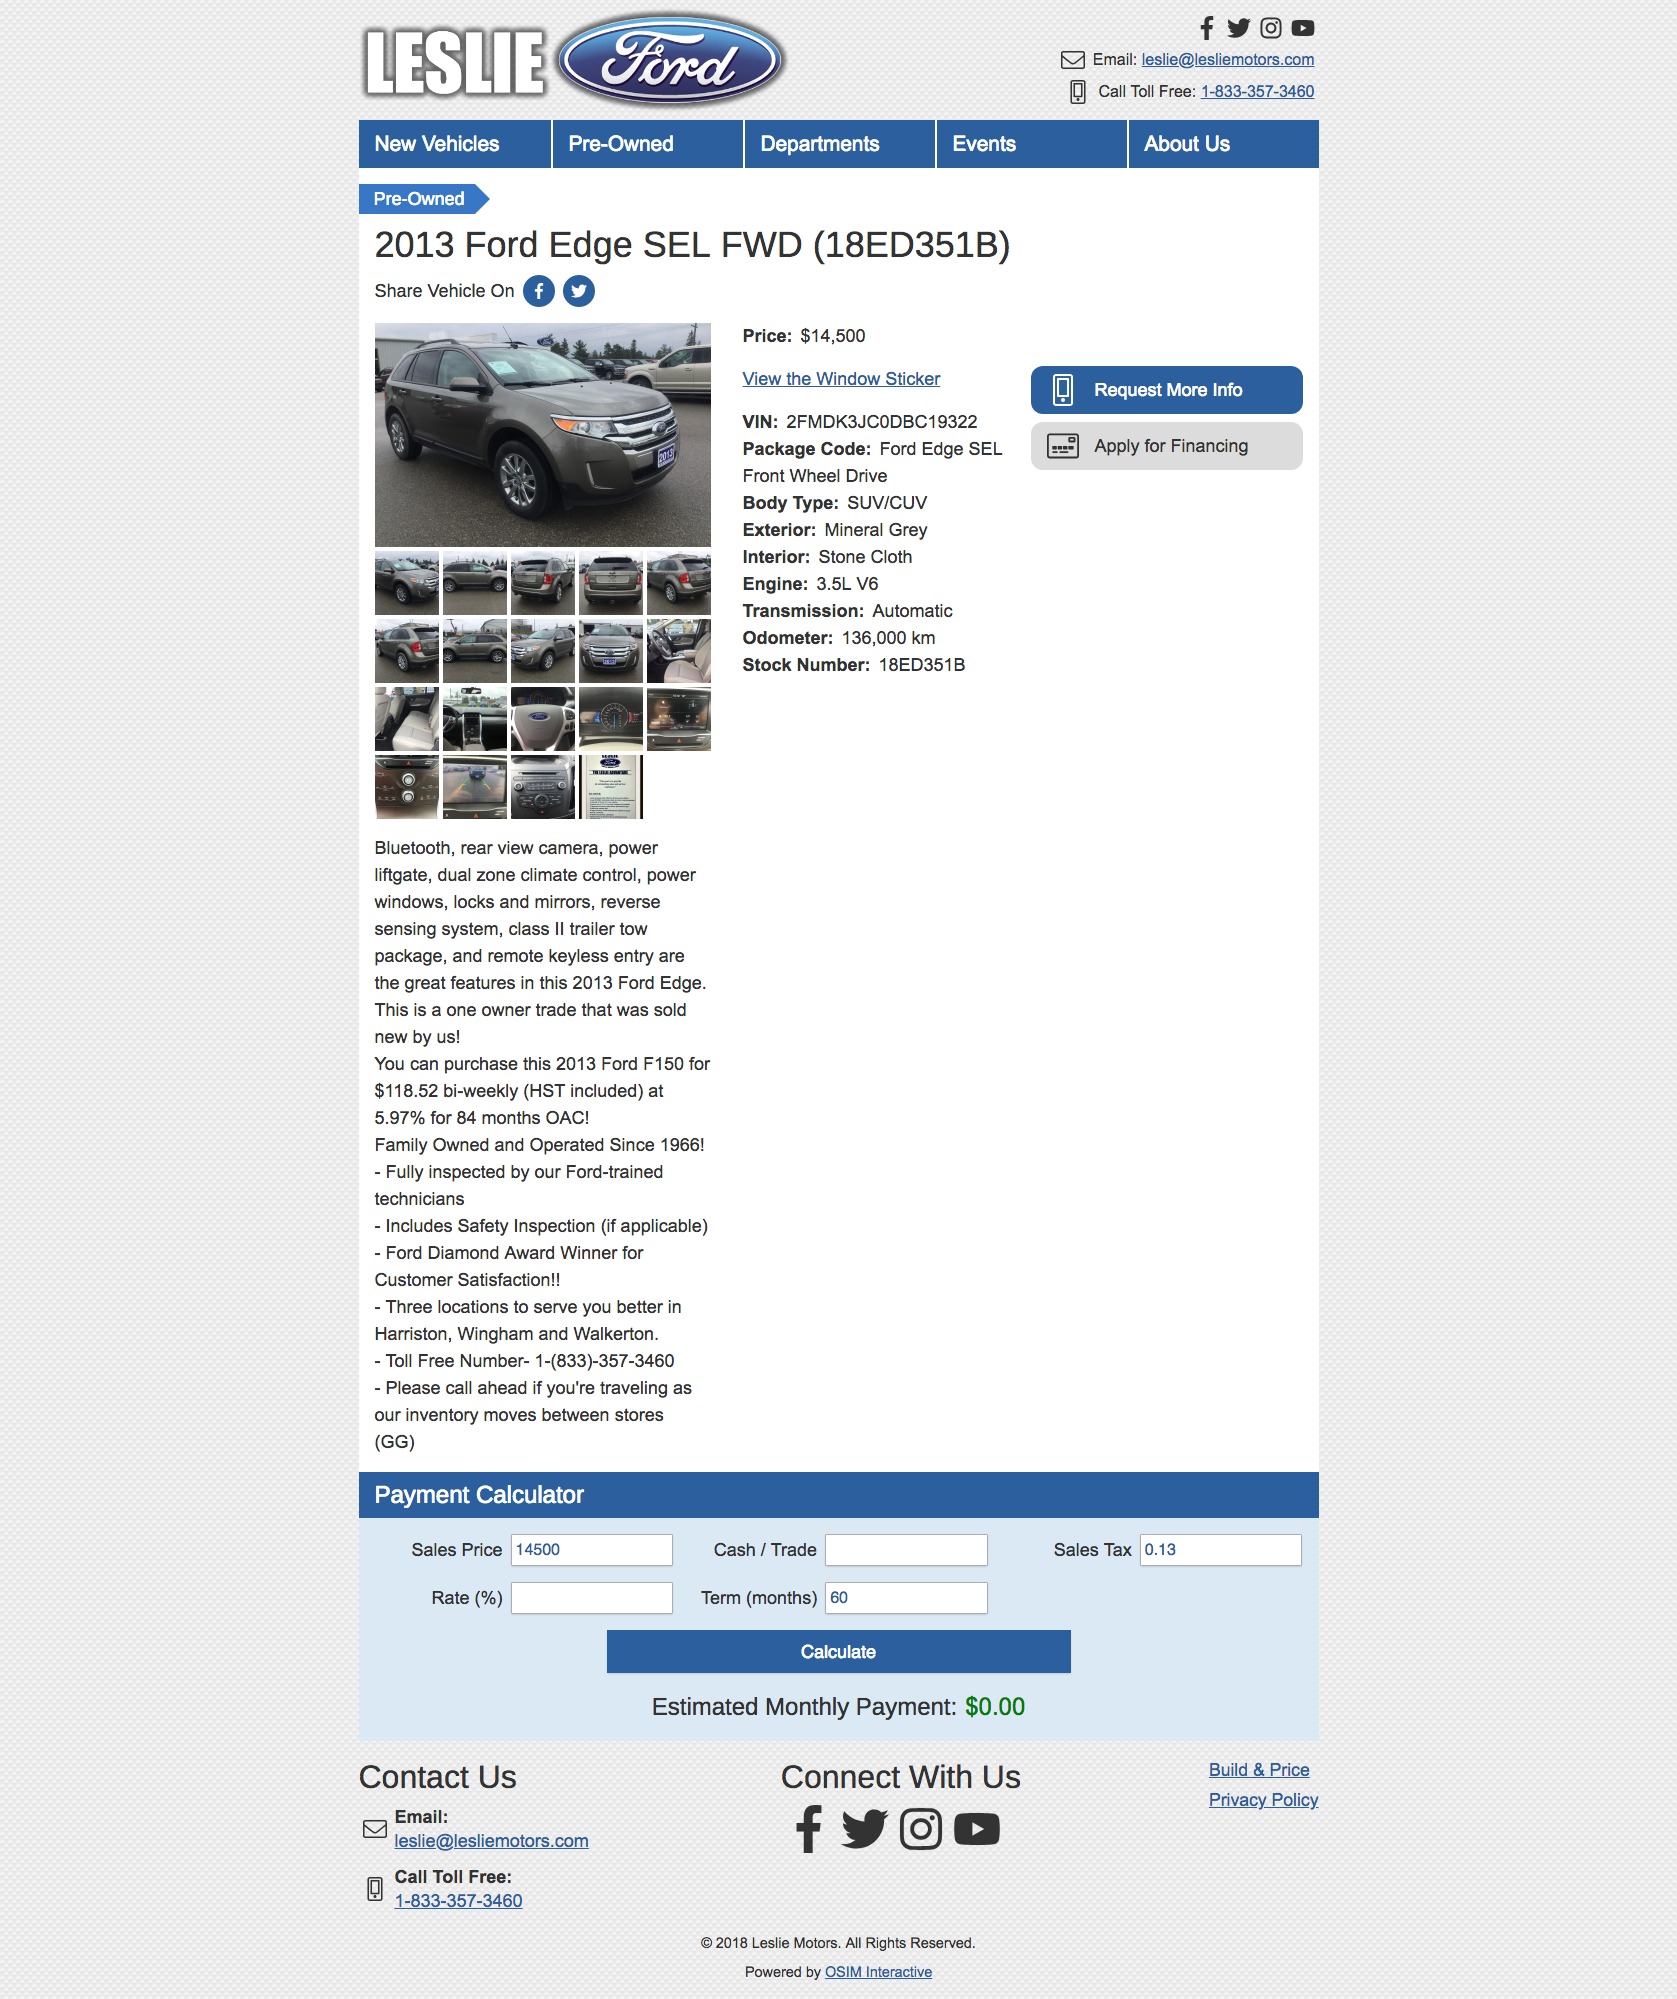 LESLIE Ford
Email: leslie@lesliemotors.com
Call Toll Free: 1-833-357-3460
New Vehicles
Pre-Owned
Departments
Events
About Us
Pre-Owned
2013 Ford Edge SEL FWD (18ED351B)
Share Vehicle On
2013
Price: $14,500
View the Window Sticker
VIN: 2FMDK3JC0DBC19322
Package Code: Ford Edge SEL
Front Wheel Drive
Body Type: SUV/CUV
Exterior: Mineral Grey
Interior: Stone Cloth
Engine: 3.5L V6
Transmission: Automatic
Odometer: 136,000 km
Stock Number: 18ED351B
Request More Info
Apply for Financing
Ford
THE LESLIE ADVANTAGE
Bluetooth, rear view camera, power
liftgate, dual zone climate control, power
windows, locks and mirrors, reverse
sensing system, class II trailer tow
package, and remote keyless entry are
the great features in this 2013 Ford Edge.
This is a one owner trade that was sold
new by us!
You can purchase this 2013 Ford F150 for
$118.52 bi-weekly (HST included) at
5.97% for 84 months OAC!
Family Owned and Operated Since 1966!
- Fully inspected by our Ford-trained
technicians
- Includes Safety Inspection (if applicable)
- Ford Diamond Award Winner for
Customer Satisfaction!!
- Three locations to serve you better in
Harriston, Wingham and Walkerton.
- Toll Free Number- 1-(833)-357-3460
- Please call ahead if you're traveling as
our inventory moves between stores
(GG)
Payment Calculator
Sales Price 14500
Cash / Trade
Sales Tax 0.13
Rate (%)
Term (months) 60
Calculate
Estimated Monthly Payment: $0.00
Contact Us
Email:
leslie@lesliemotors.com
Call Toll Free:
1-833-357-3460
Connect With Us
Build & Price
Privacy Policy
© 2018 Leslie Motors. All Rights Reserved.
Powered by OSIM Interactive